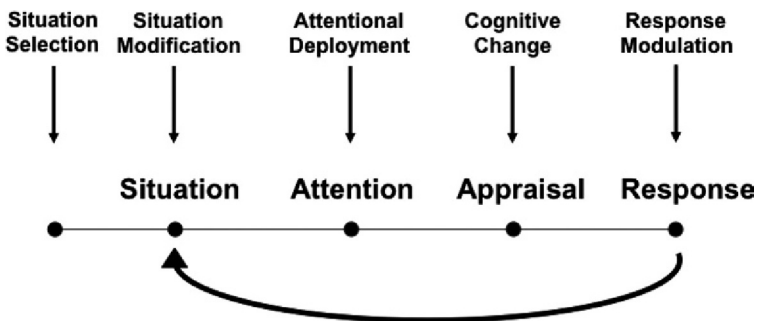 Situation Selection
Situation Modification
Attentional Deployment
Cognitive Change
Response Modulation
Situation
Attention
Appraisal
Response